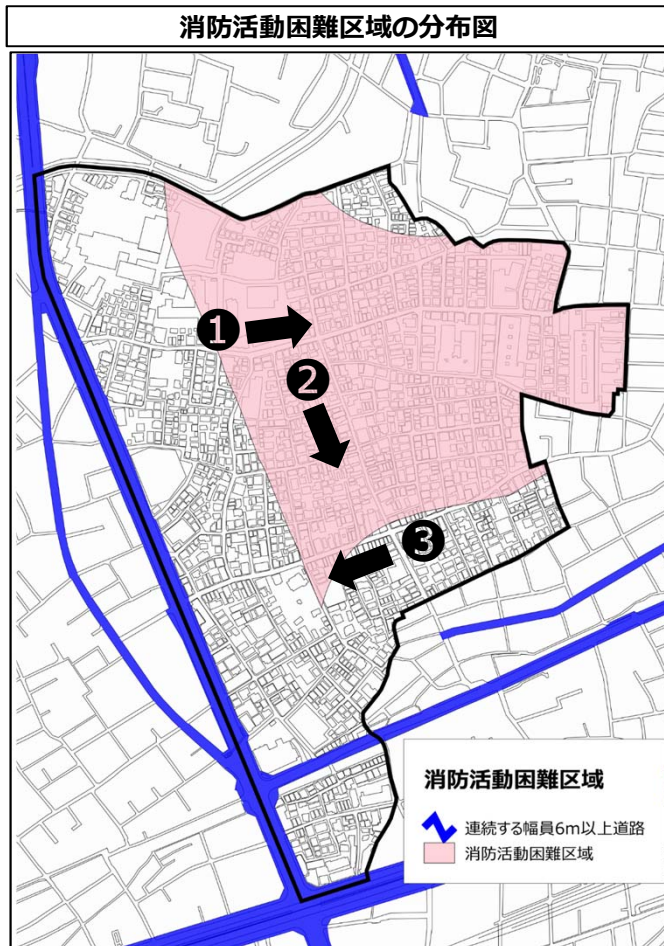 消防活動困難区域の分布図
❶
❷
❸
消防活動困難区域
連続する幅員6m以上道路
消防活動困難区域